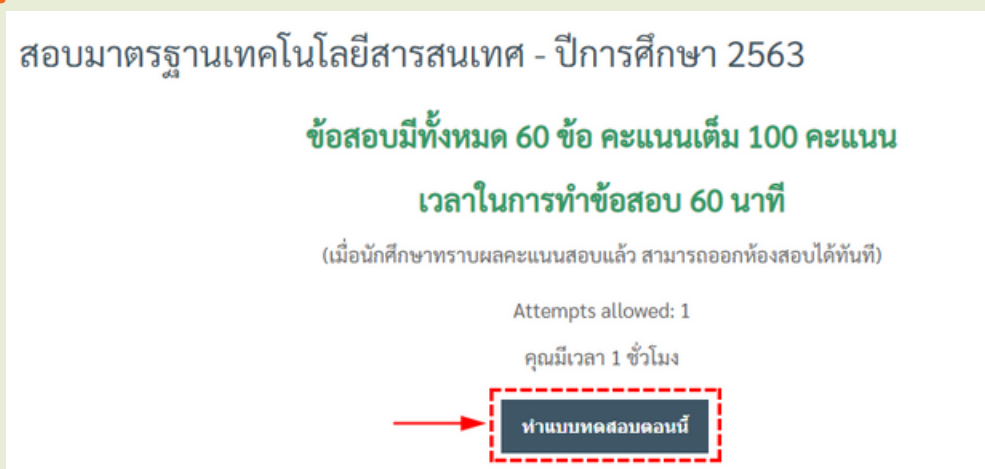 สอบมาตรฐานเทคโนโลยีสารสนเทศ - ปีการศึกษา 2563
ข้อสอบมีทั้งหมด 60 ข้อ คะแนนเต็ม 100 คะแนน
เวลาในการทำข้อสอบ 60 นาที
(เมื่อนักศึกษาทราบผลคะแนนสอบแล้ว สามารถออกห้องสอบได้ทันที)
Attempts allowed: 1
คุณมีเวลา 1 ชั่วโมง
ทำแบบทดสอบตอนนี้